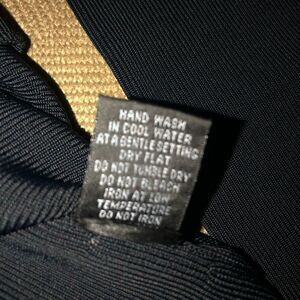 HAND WASH
IN COOL WATER
AT A GENTLE SETTING
DRY FLAT
DO NOT TUMBLE DRY
DO NOT BLEACH
IRON AT LOW
TEMPERATURE
DO NOT IRON